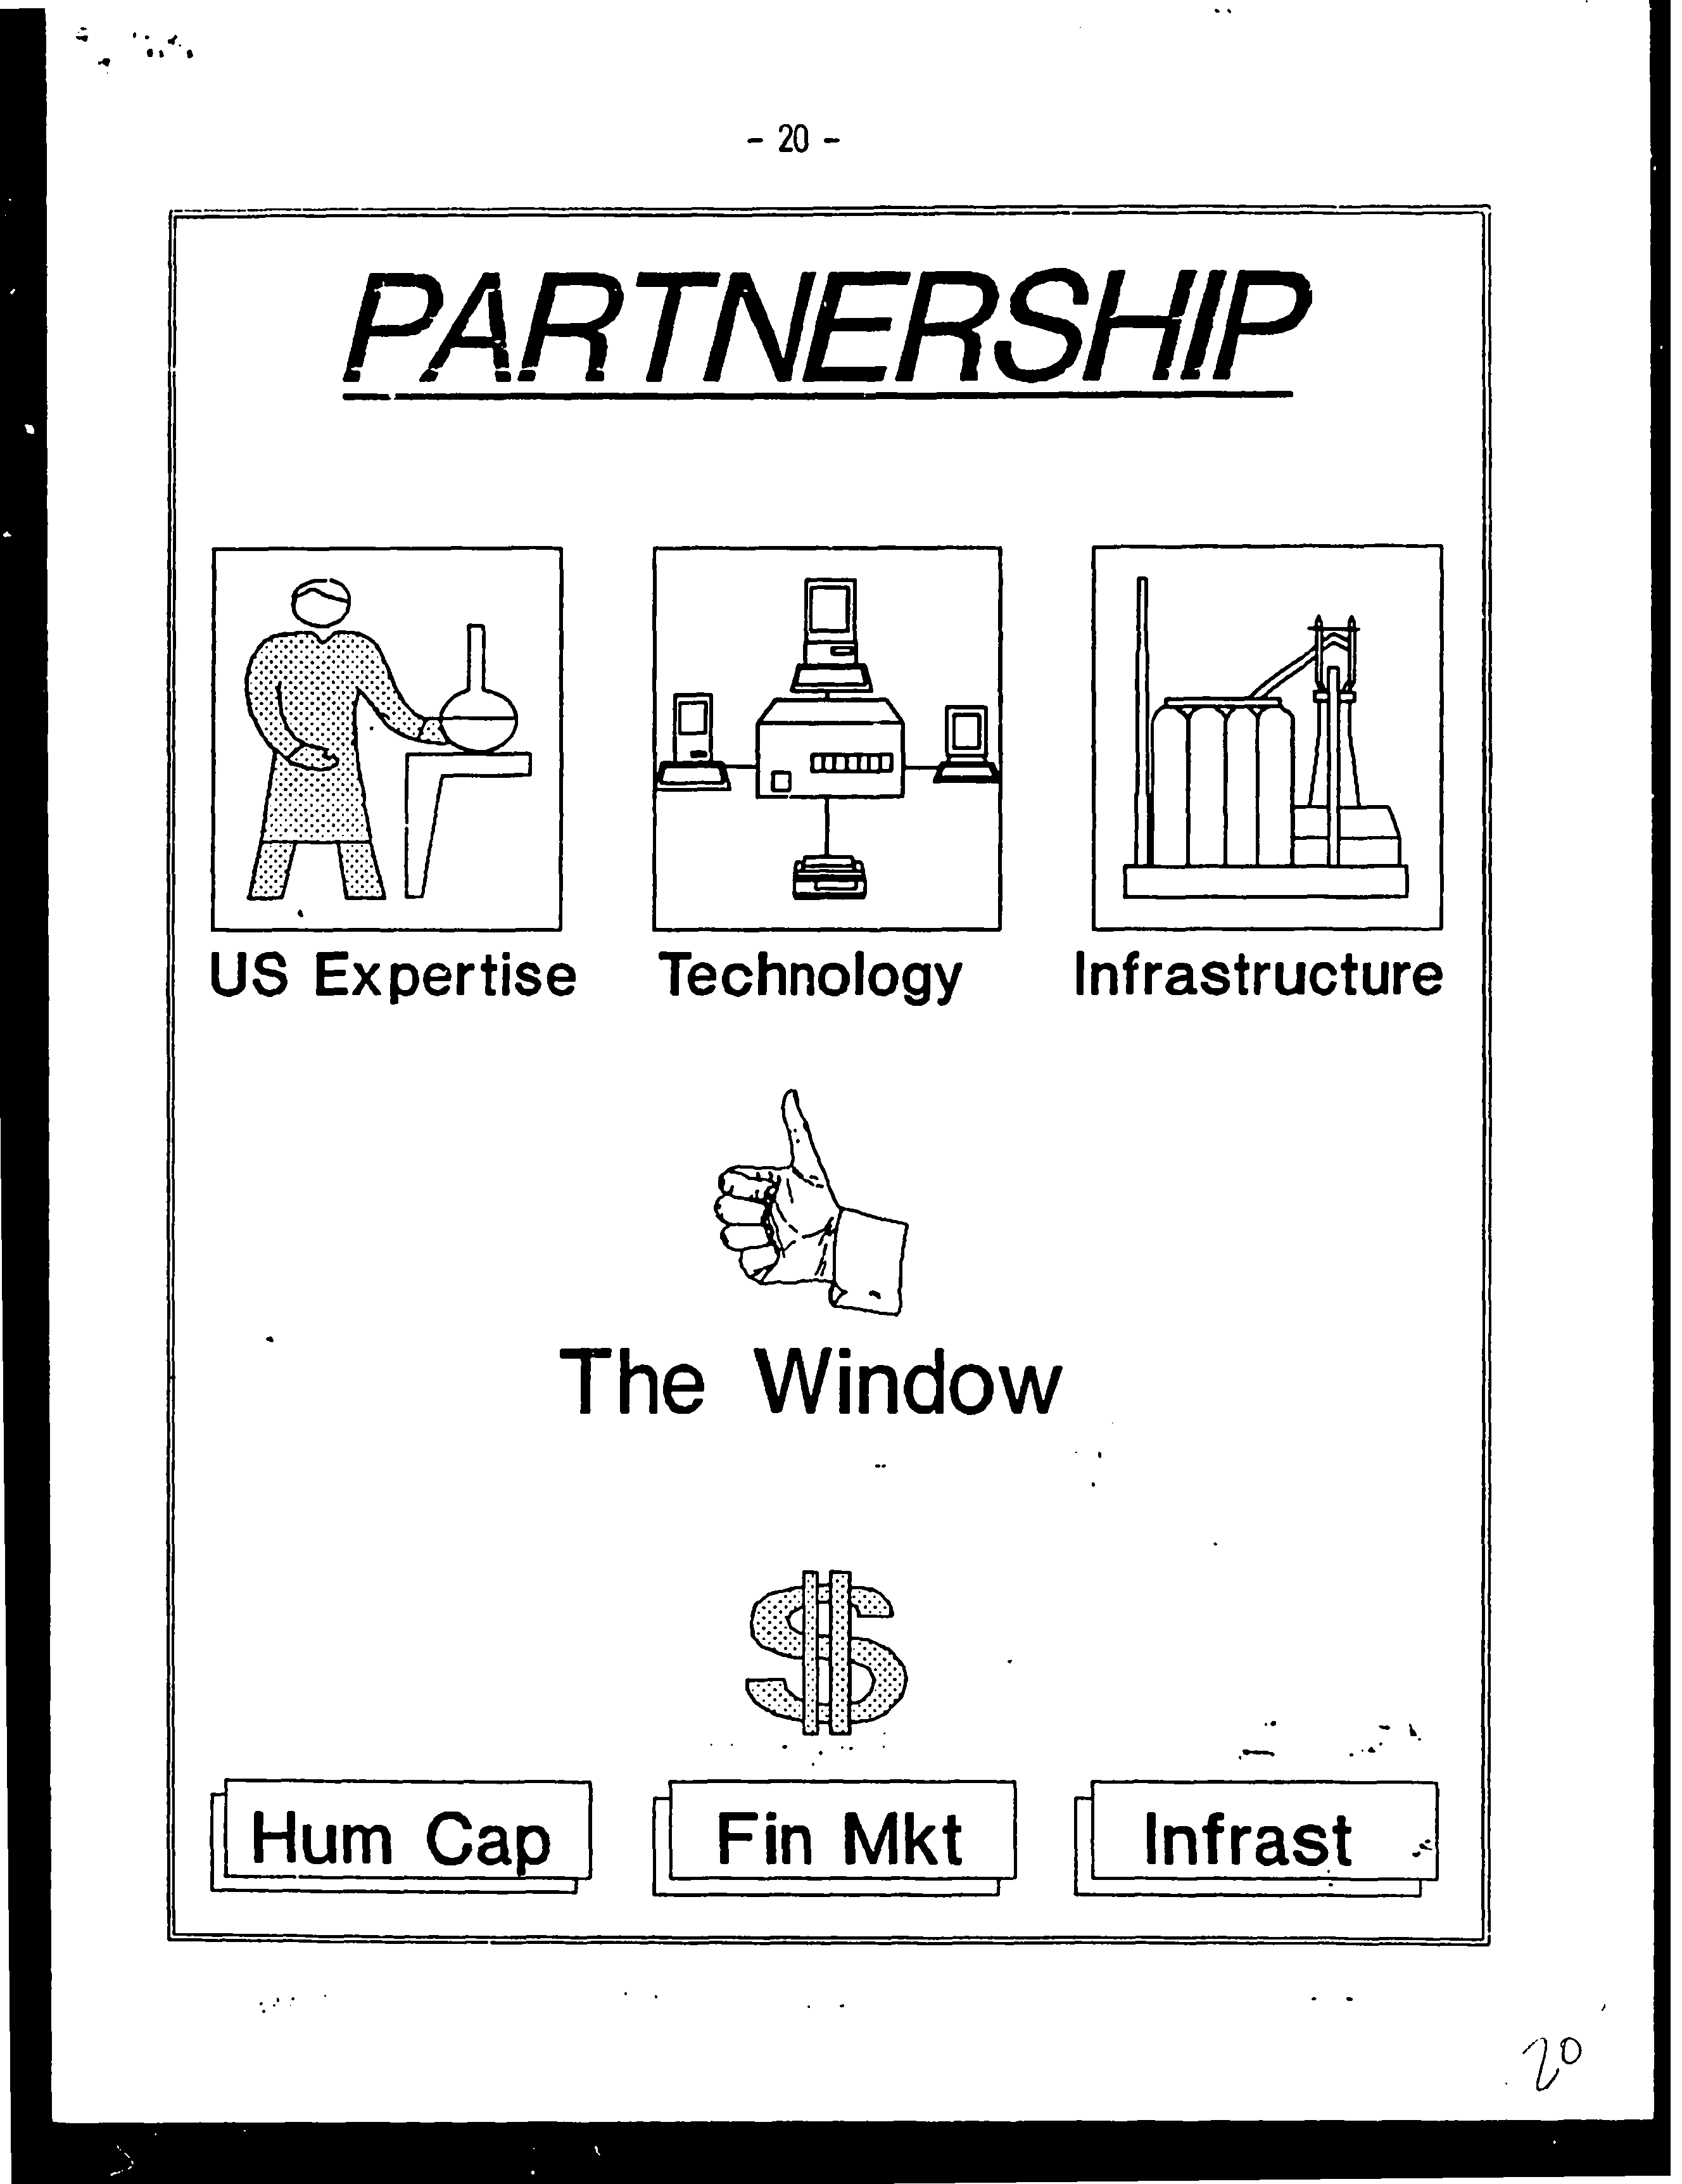 - 20 -
PARTNERSHIP
US Expertise Technology Infrastructure
The Window
$
Hum Cap Fin Mkt Infrast
20